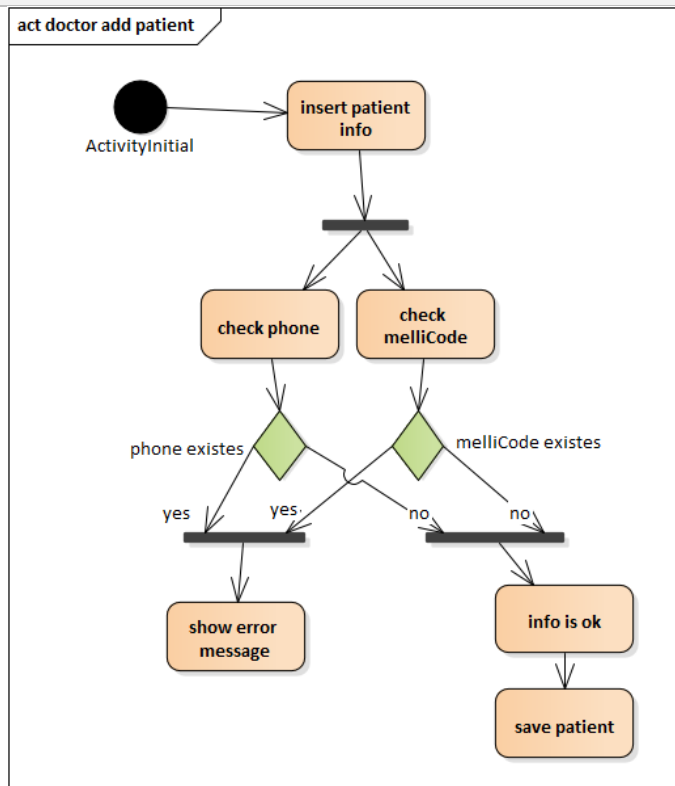 act doctor add patient
ActivityInitial
insert patient
info
check phone
check
melliCode
phone existes
melliCode existes
yes
yes
no
no
show error
message
info is ok
save patient